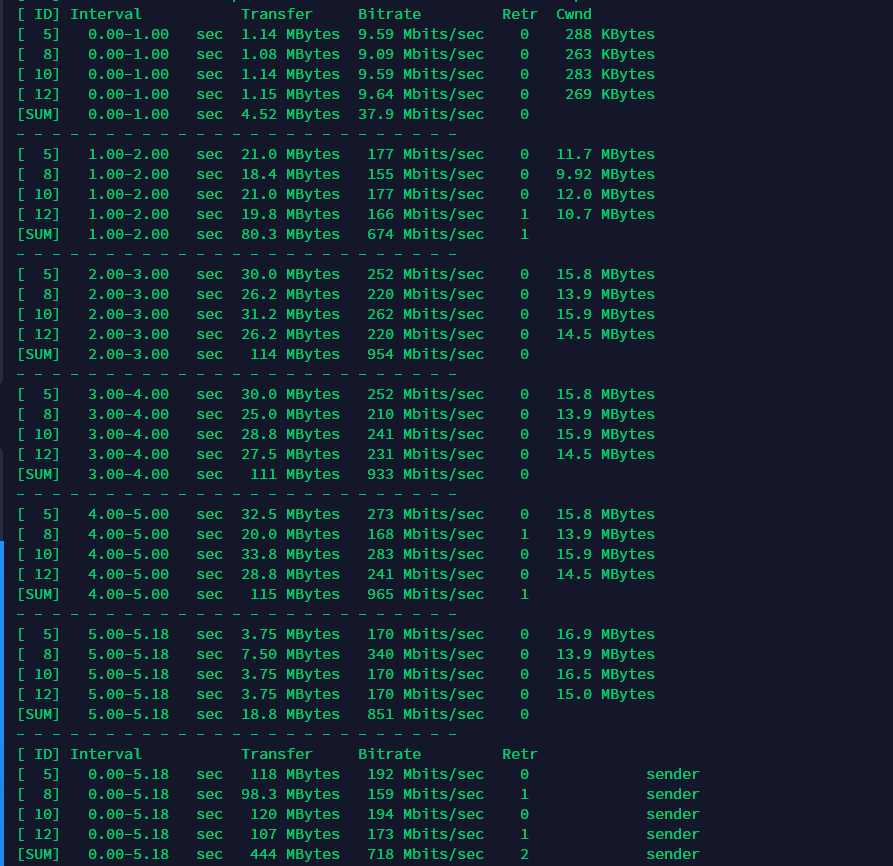 [ ID] Interval           Transfer     Bitrate         Retr  Cwnd
[  5]   0.00-1.00   sec  1.14 MBytes  9.59 Mbits/sec    0    288 KBytes
[  8]   0.00-1.00   sec  1.08 MBytes  9.09 Mbits/sec    0    263 KBytes
[ 10]   0.00-1.00   sec  1.14 MBytes  9.59 Mbits/sec    0    283 KBytes
[ 12]   0.00-1.00   sec  1.15 MBytes  9.64 Mbits/sec    0    269 KBytes
[SUM]   0.00-1.00   sec  4.52 MBytes  37.9 Mbits/sec    0
- - - - - - - - - - - - - - - - - - - - - - - - -
[  5]   1.00-2.00   sec  21.0 MBytes   177 Mbits/sec    0   11.7 MBytes
[  8]   1.00-2.00   sec  18.4 MBytes   155 Mbits/sec    0   9.92 MBytes
[ 10]   1.00-2.00   sec  21.0 MBytes   177 Mbits/sec    0   12.0 MBytes
[ 12]   1.00-2.00   sec  19.8 MBytes   166 Mbits/sec    1   10.7 MBytes
[SUM]   1.00-2.00   sec  80.3 MBytes   674 Mbits/sec    1
- - - - - - - - - - - - - - - - - - - - - - - - -
[  5]   2.00-3.00   sec  30.0 MBytes   252 Mbits/sec    0   15.8 MBytes
[  8]   2.00-3.00   sec  26.2 MBytes   220 Mbits/sec    0   13.9 MBytes
[ 10]   2.00-3.00   sec  31.2 MBytes   262 Mbits/sec    0   15.9 MBytes
[ 12]   2.00-3.00   sec  26.2 MBytes   220 Mbits/sec    0   14.5 MBytes
[SUM]   2.00-3.00   sec   114 MBytes   954 Mbits/sec    0
- - - - - - - - - - - - - - - - - - - - - - - - -
[  5]   3.00-4.00   sec  30.0 MBytes   252 Mbits/sec    0   15.8 MBytes
[  8]   3.00-4.00   sec  25.0 MBytes   210 Mbits/sec    0   13.9 MBytes
[ 10]   3.00-4.00   sec  28.8 MBytes   241 Mbits/sec    0   15.9 MBytes
[ 12]   3.00-4.00   sec  27.5 MBytes   231 Mbits/sec    0   14.5 MBytes
[SUM]   3.00-4.00   sec   111 MBytes   933 Mbits/sec    0
- - - - - - - - - - - - - - - - - - - - - - - - -
[  5]   4.00-5.00   sec  32.5 MBytes   273 Mbits/sec    0   15.8 MBytes
[  8]   4.00-5.00   sec  20.0 MBytes   168 Mbits/sec    1   13.9 MBytes
[ 10]   4.00-5.00   sec  33.8 MBytes   283 Mbits/sec    0   15.9 MBytes
[ 12]   4.00-5.00   sec  28.8 MBytes   241 Mbits/sec    0   14.5 MBytes
[SUM]   4.00-5.00   sec   115 MBytes   965 Mbits/sec    1
- - - - - - - - - - - - - - - - - - - - - - - - -
[  5]   5.00-5.18   sec  3.75 MBytes   170 Mbits/sec    0   16.9 MBytes
[  8]   5.00-5.18   sec  7.50 MBytes   340 Mbits/sec    0   13.9 MBytes
[ 10]   5.00-5.18   sec  3.75 MBytes   170 Mbits/sec    0   16.5 MBytes
[ 12]   5.00-5.18   sec  3.75 MBytes   170 Mbits/sec    0   15.0 MBytes
[SUM]   5.00-5.18   sec  18.8 MBytes   851 Mbits/sec    0
- - - - - - - - - - - - - - - - - - - - - - - - -
[ ID] Interval           Transfer     Bitrate         Retr
[  5]   0.00-5.18   sec   118 MBytes   192 Mbits/sec    0             sender
[  8]   0.00-5.18   sec  98.3 MBytes   159 Mbits/sec    1             sender
[ 10]   0.00-5.18   sec   120 MBytes   194 Mbits/sec    0             sender
[ 12]   0.00-5.18   sec   107 MBytes   173 Mbits/sec    1             sender
[SUM]   0.00-5.18   sec   444 MBytes   718 Mbits/sec    2             sender